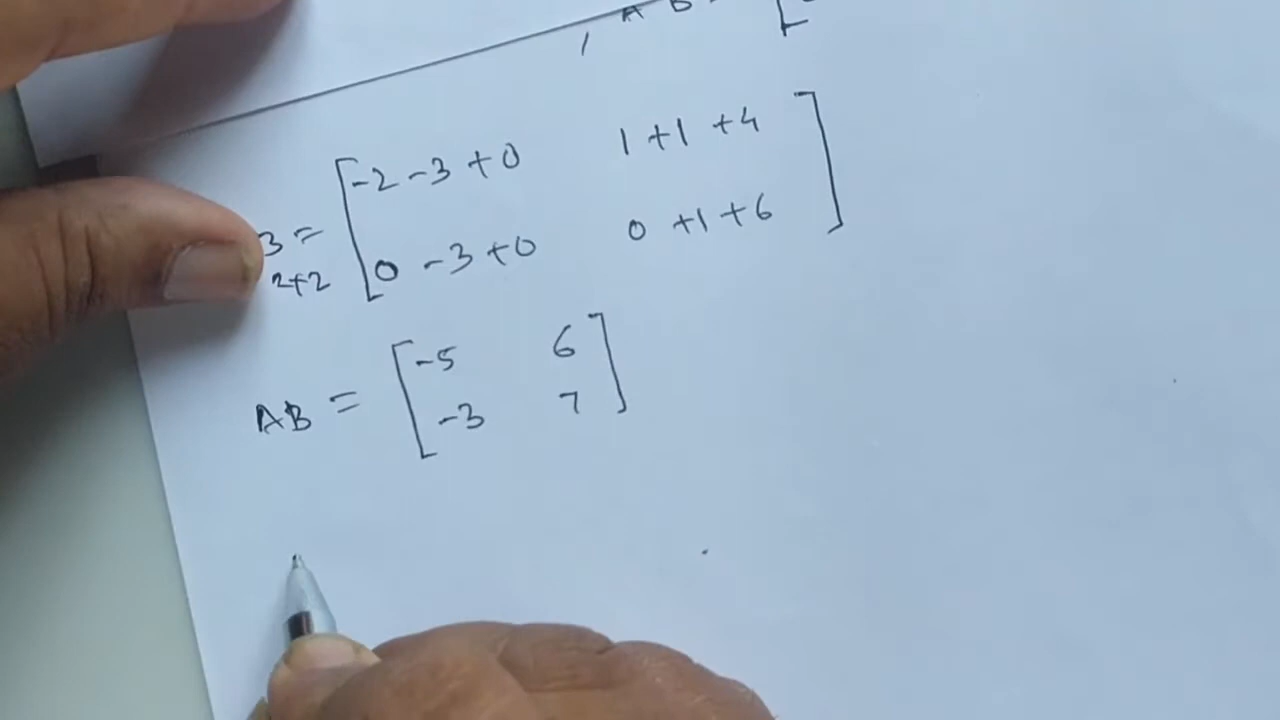 A B
[-2 -3 +0 1 +1 +4]
3 =
[0 -3 +0 0 +1 +6]
2+2
[-5 6]
AB =
[-3 7]